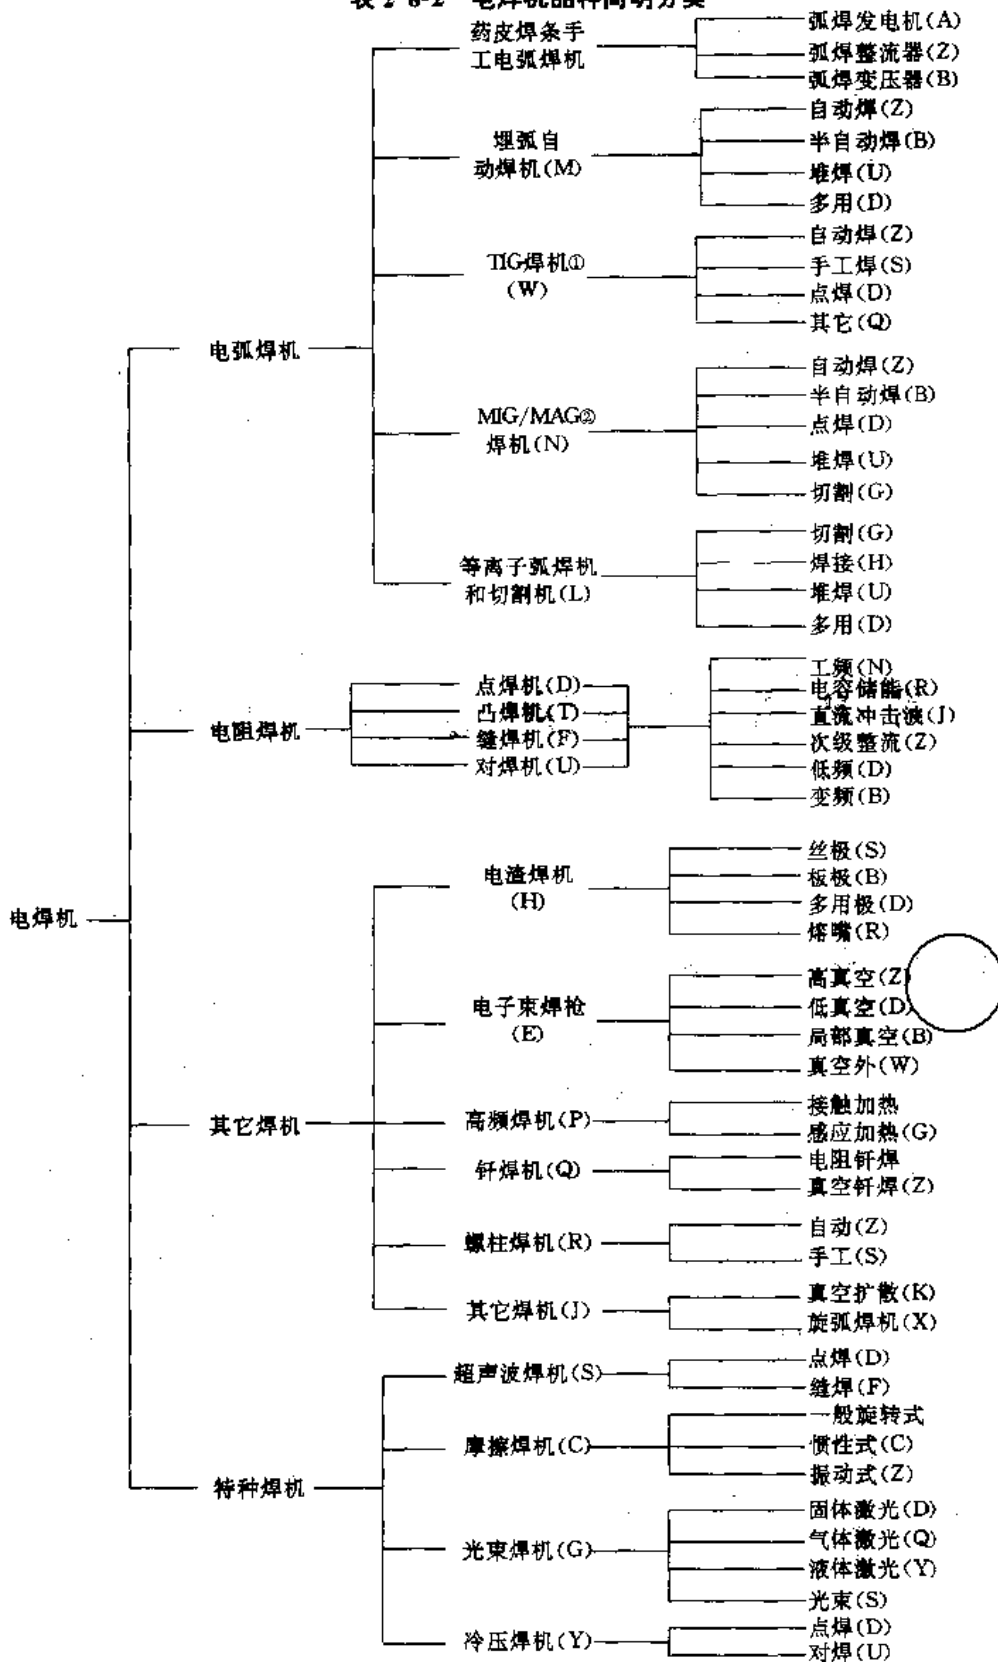 表 2-8-2 电焊机品种简明分类
药皮焊条手
工电弧焊机
弧焊发电机(A)
弧焊整流器(Z)
弧焊变压器(B)
埋弧自
动焊机(M)
自动焊(Z)
半自动焊(B)
堆焊(U)
多用(D)
TIG焊机①
(W)
自动焊(Z)
手工焊(S)
点焊(D)
其它(Q)
电弧焊机
MIG/MAG②
焊机(N)
自动焊(Z)
半自动焊(B)
点焊(D)
堆焊(U)
切割(G)
等离子弧焊机
和切割机(L)
切割(G)
焊接(H)
堆焊(U)
多用(D)
电阻焊机
点焊机(D)
凸焊机(T)
缝焊机(F)
对焊机(U)
工频(N)
电容储能(R)
直流冲击波(J)
次级整流(Z)
低频(D)
变频(B)
电焊机
电渣焊机
(H)
丝极(S)
板极(B)
多用极(D)
熔嘴(R)
电子束焊枪
(E)
高真空(Z)
低真空(D)
局部真空(B)
真空外(W)
其它焊机
高频焊机(P)
接触加热
感应加热(G)
钎焊机(Q)
电阻钎焊
真空钎焊(Z)
螺柱焊机(R)
自动(Z)
手工(S)
其它焊机(J)
真空扩散(K)
旋弧焊机(X)
特种焊机
超声波焊机(S)
点焊(D)
缝焊(F)
摩擦焊机(C)
一般旋转式
惯性式(C)
振动式(Z)
光束焊机(G)
固体激光(D)
气体激光(Q)
液体激光(Y)
光束(S)
冷压焊机(Y)
点焊(D)
对焊(U)